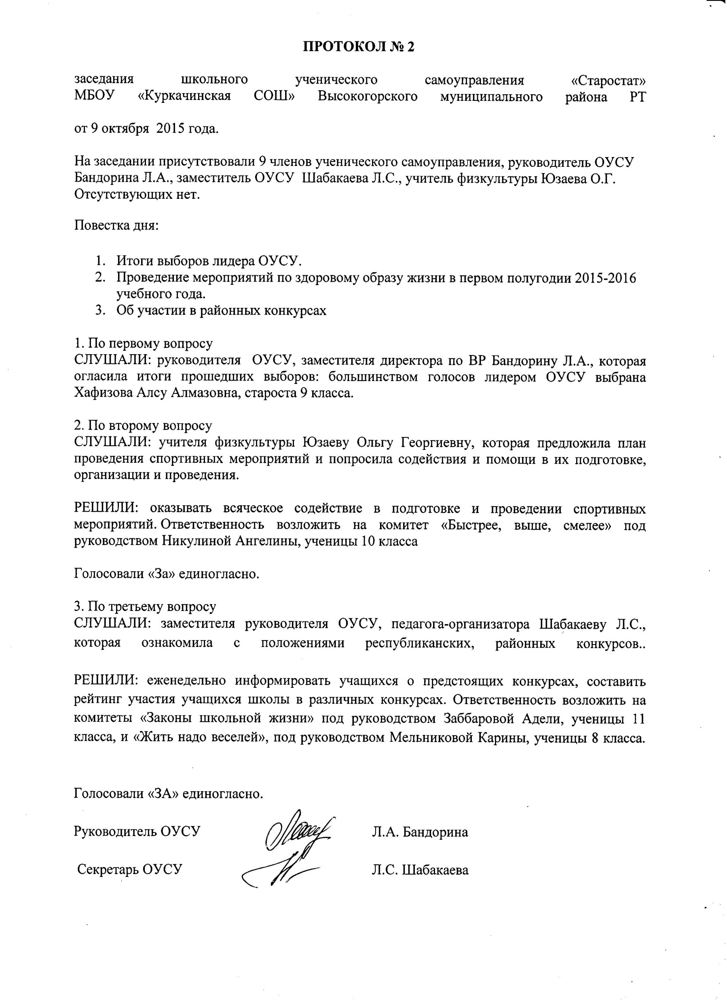 ПРОТОКОЛ № 2
заседания школьного ученического самоуправления «Старостат»
МБОУ «Куркачинская СОШ» Высокогорского муниципального района РТ
от 9 октября 2015 года.
На заседании присутствовали 9 членов ученического самоуправления, руководитель ОУСУ
Бандорина Л.А., заместитель ОУСУ Шабакаева Л.С., учитель физкультуры Юзаева О.Г.
Отсутствующих нет.
Повестка дня:
1. Итоги выборов лидера ОУСУ.
2. Проведение мероприятий по здоровому образу жизни в первом полугодии 2015-2016
учебного года.
3. Об участии в районных конкурсах
1. По первому вопросу
СЛУШАЛИ: руководителя ОУСУ, заместителя директора по ВР Бандорину Л.А., которая
огласила итоги прошедших выборов: большинством голосов лидером ОУСУ выбрана
Хафизова Алсу Алмазовна, староста 9 класса.
2. По второму вопросу
СЛУШАЛИ: учителя физкультуры Юзаеву Ольгу Георгиевну, которая предложила план
проведения спортивных мероприятий и попросила содействия и помощи в их подготовке,
организации и проведения.
РЕШИЛИ: оказывать всяческое содействие в подготовке и проведении спортивных
мероприятий. Ответственность возложить на комитет «Быстрее, выше, смелее» под
руководством Никулиной Ангелины, ученицы 10 класса
Голосовали «За» единогласно.
3. По третьему вопросу
СЛУШАЛИ: заместителя руководителя ОУСУ, педагога-организатора Шабакаеву Л.С.,
которая ознакомила с положениями республиканских, районных конкурсов..
РЕШИЛИ: еженедельно информировать учащихся о предстоящих конкурсах, составить
рейтинг участия учащихся школы в различных конкурсах. Ответственность возложить на
комитеты «Законы школьной жизни» под руководством Заббаровой Адели, ученицы 11
класса, и «Жить надо веселей», под руководством Мельниковой Карины, ученицы 8 класса.
Голосовали «ЗА» единогласно.
Руководитель ОУСУ Л.А. Бандорина
Секретарь ОУСУ Л.С. Шабакаева